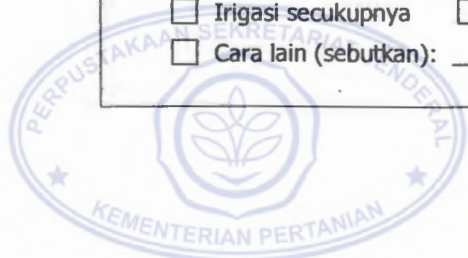 Irigasi secukupnya
Cara lain (sebutkan):
PERPUSTAKAAN SEKRETARIAT JENDERAL
KEMENTERIAN PERTANIAN